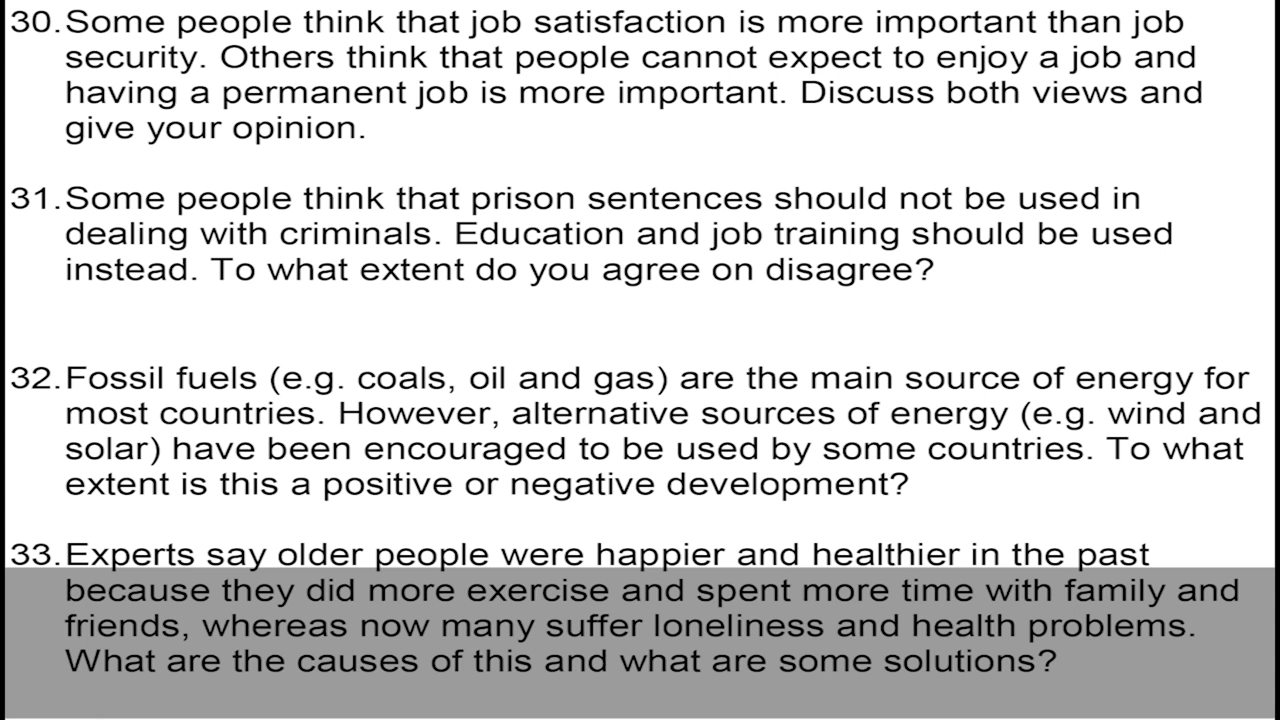 30. Some people think that job satisfaction is more important than job
security. Others think that people cannot expect to enjoy a job and
having a permanent job is more important. Discuss both views and
give your opinion.
31. Some people think that prison sentences should not be used in
dealing with criminals. Education and job training should be used
instead. To what extent do you agree on disagree?
32. Fossil fuels (e.g. coals, oil and gas) are the main source of energy for
most countries. However, alternative sources of energy (e.g. wind and
solar) have been encouraged to be used by some countries. To what
extent is this a positive or negative development?
33. Experts say older people were happier and healthier in the past
because they did more exercise and spent more time with family and
friends, whereas now many suffer loneliness and health problems.
What are the causes of this and what are some solutions?